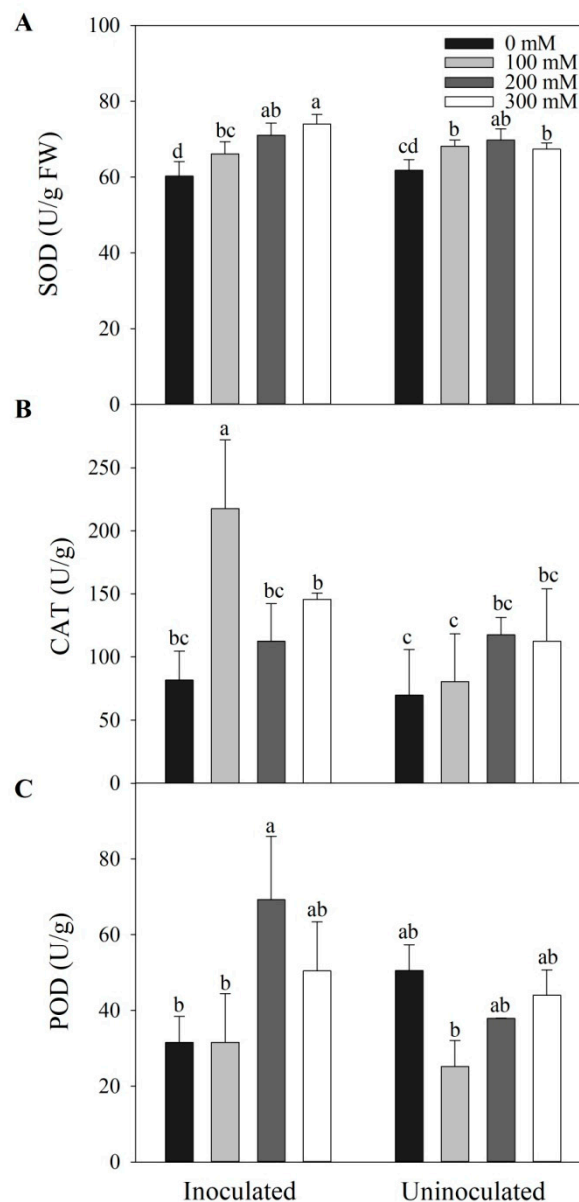 A
100
0 mM
100 mM
200 mM
300 mM
a
ab
ab
bc
b
b
d
cd
80
60
40
20
0
SOD (U/g FW)
B
a
250
200
150
100
50
0
bc
bc
b
c
c
bc
bc
CAT (U/g)
C
a
80
60
40
20
0
b
b
ab
ab
b
ab
ab
POD (U/g)
Inoculated
Uninoculated